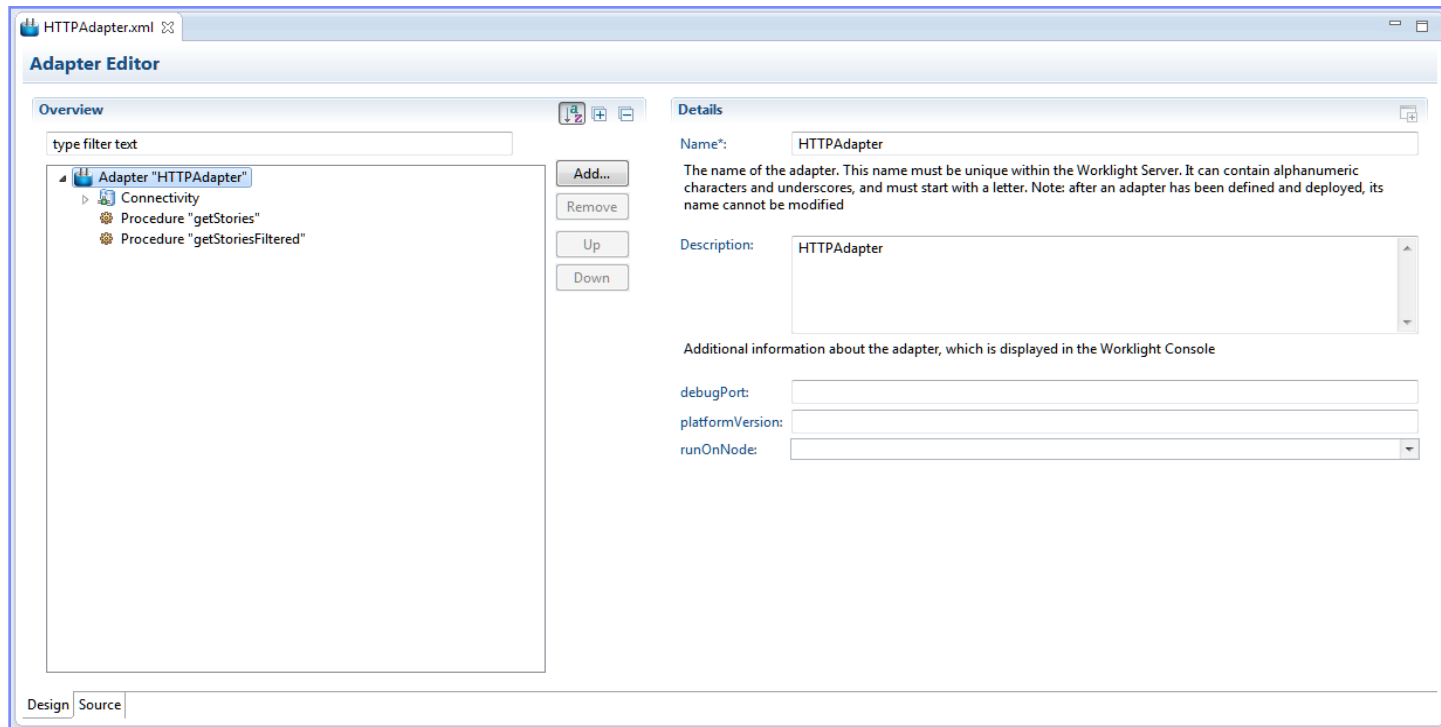 HTTPAdapter.xml
Adapter Editor
Overview
type filter text
Adapter "HTTPAdapter"
Connectivity
Procedure "getStories"
Procedure "getStoriesFiltered"
Add...
Remove
Up
Down
Details
Name*:
HTTPAdapter
The name of the adapter. This name must be unique within the Worklight Server. It can contain alphanumeric
characters and underscores, and must start with a letter. Note: after an adapter has been defined and deployed, its
name cannot be modified
Description:
HTTPAdapter
Additional information about the adapter, which is displayed in the Worklight Console
debugPort:
platformVersion:
runOnNode:
Design
Source